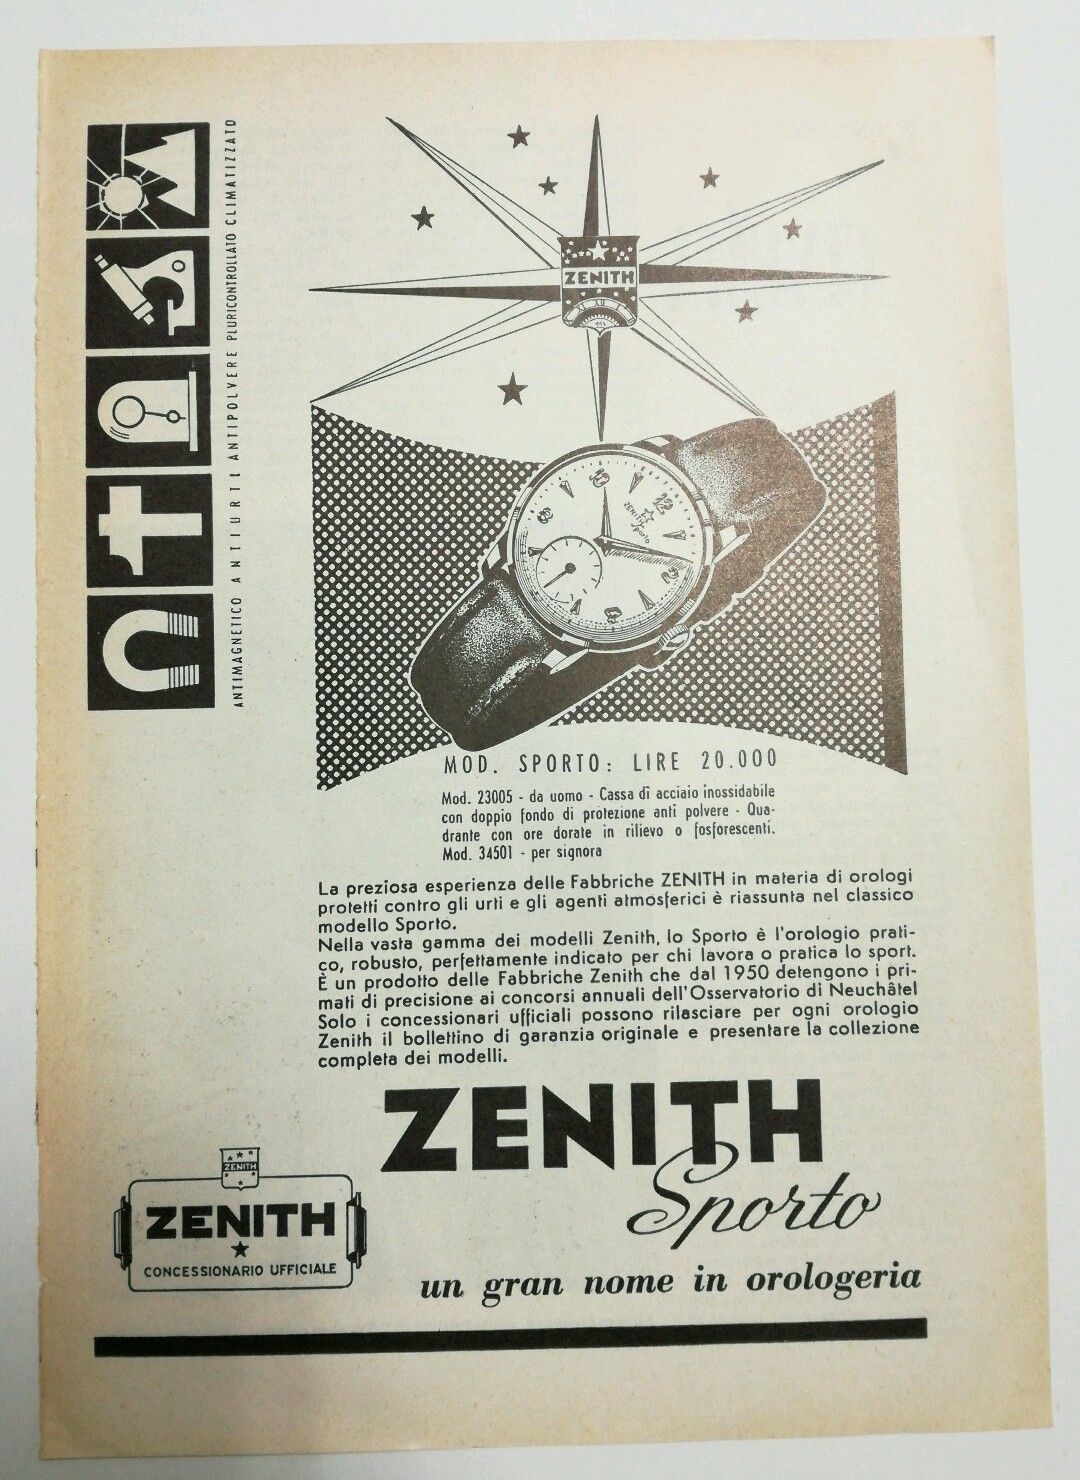 ANTIMAGNETICO ANTIURTI ANTIPOLVERE PLURICONTROLLATO CLIMATIZZATO
ZENITH
XI XII I
12
ZENITH
Sporto
MOD. SPORTO: LIRE 20.000
Mod. 23005 - da uomo - Cassa di acciaio inossidabile
con doppio fondo di protezione anti polvere - Qua-
drante con ore dorate in rilievo o fosforescenti.
Mod. 34501 - per signora
La preziosa esperienza delle Fabbriche ZENITH in materia di orologi
protetti contro gli urti e gli agenti atmosferici è riassunta nel classico
modello Sporto.
Nella vasta gamma dei modelli Zenith, lo Sporto è l'orologio prati-
co, robusto, perfettamente indicato per chi lavora o pratica lo sport.
È un prodotto delle Fabbriche Zenith che dal 1950 detengono i pri-
mati di precisione ai concorsi annuali dell'Osservatorio di Neuchâtel
Solo i concessionari ufficiali possono rilasciare per ogni orologio
Zenith il bollettino di garanzia originale e presentare la collezione
completa dei modelli.
ZENITH
Sporto
ZENITH
ZENITH
CONCESSIONARIO UFFICIALE
un gran nome in orologeria